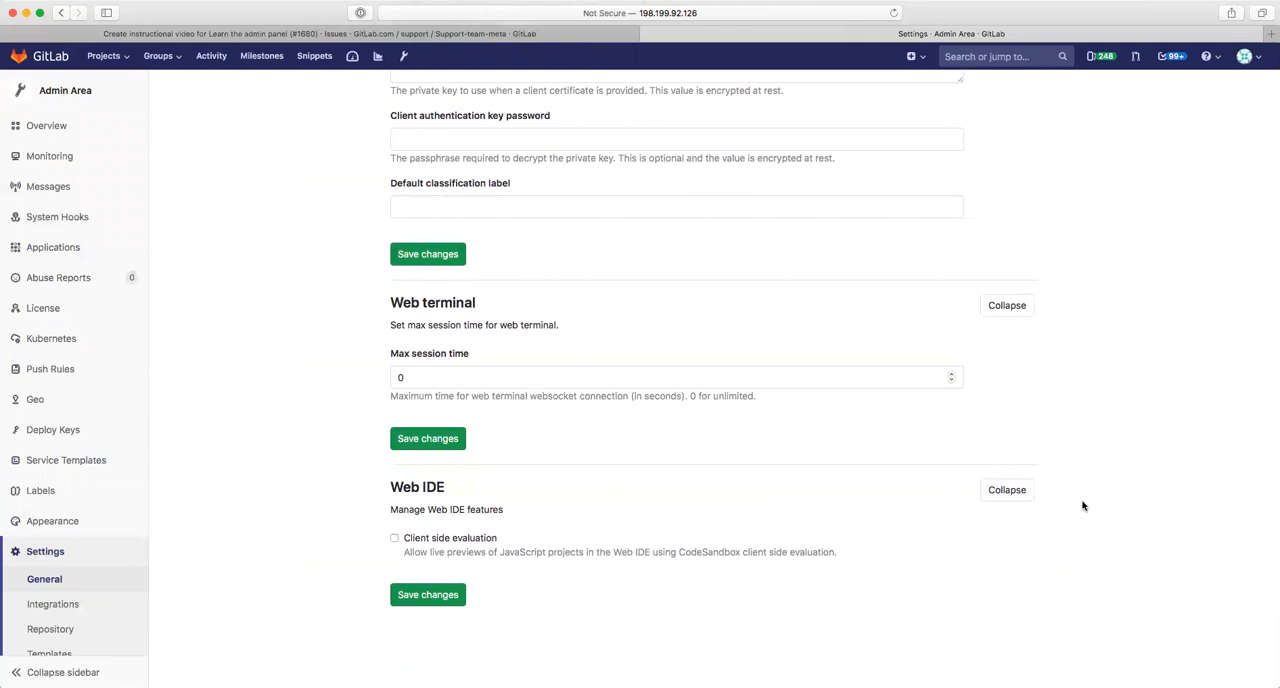 Not Secure — 198.199.92.126
Create instructional video for Learn the admin panel (#1680) · Issues · GitLab.com / support / Support-team-meta · GitLab
Settings · Admin Area · GitLab
GitLab Projects Groups Activity Milestones Snippets Search or jump to... 248 99+
Admin Area
Overview
Monitoring
Messages
System Hooks
Applications
Abuse Reports 0
License
Kubernetes
Push Rules
Geo
Deploy Keys
Service Templates
Labels
Appearance
Settings
General
Integrations
Repository
Templates
Collapse sidebar
The private key to use when a client certificate is provided. This value is encrypted at rest.
Client authentication key password
The passphrase required to decrypt the private key. This is optional and the value is encrypted at rest.
Default classification label
Save changes
Web terminal
Collapse
Set max session time for web terminal.
Max session time
0
Maximum time for web terminal websocket connection (in seconds). 0 for unlimited.
Save changes
Web IDE
Collapse
Manage Web IDE features
Client side evaluation
Allow live previews of JavaScript projects in the Web IDE using CodeSandbox client side evaluation.
Save changes